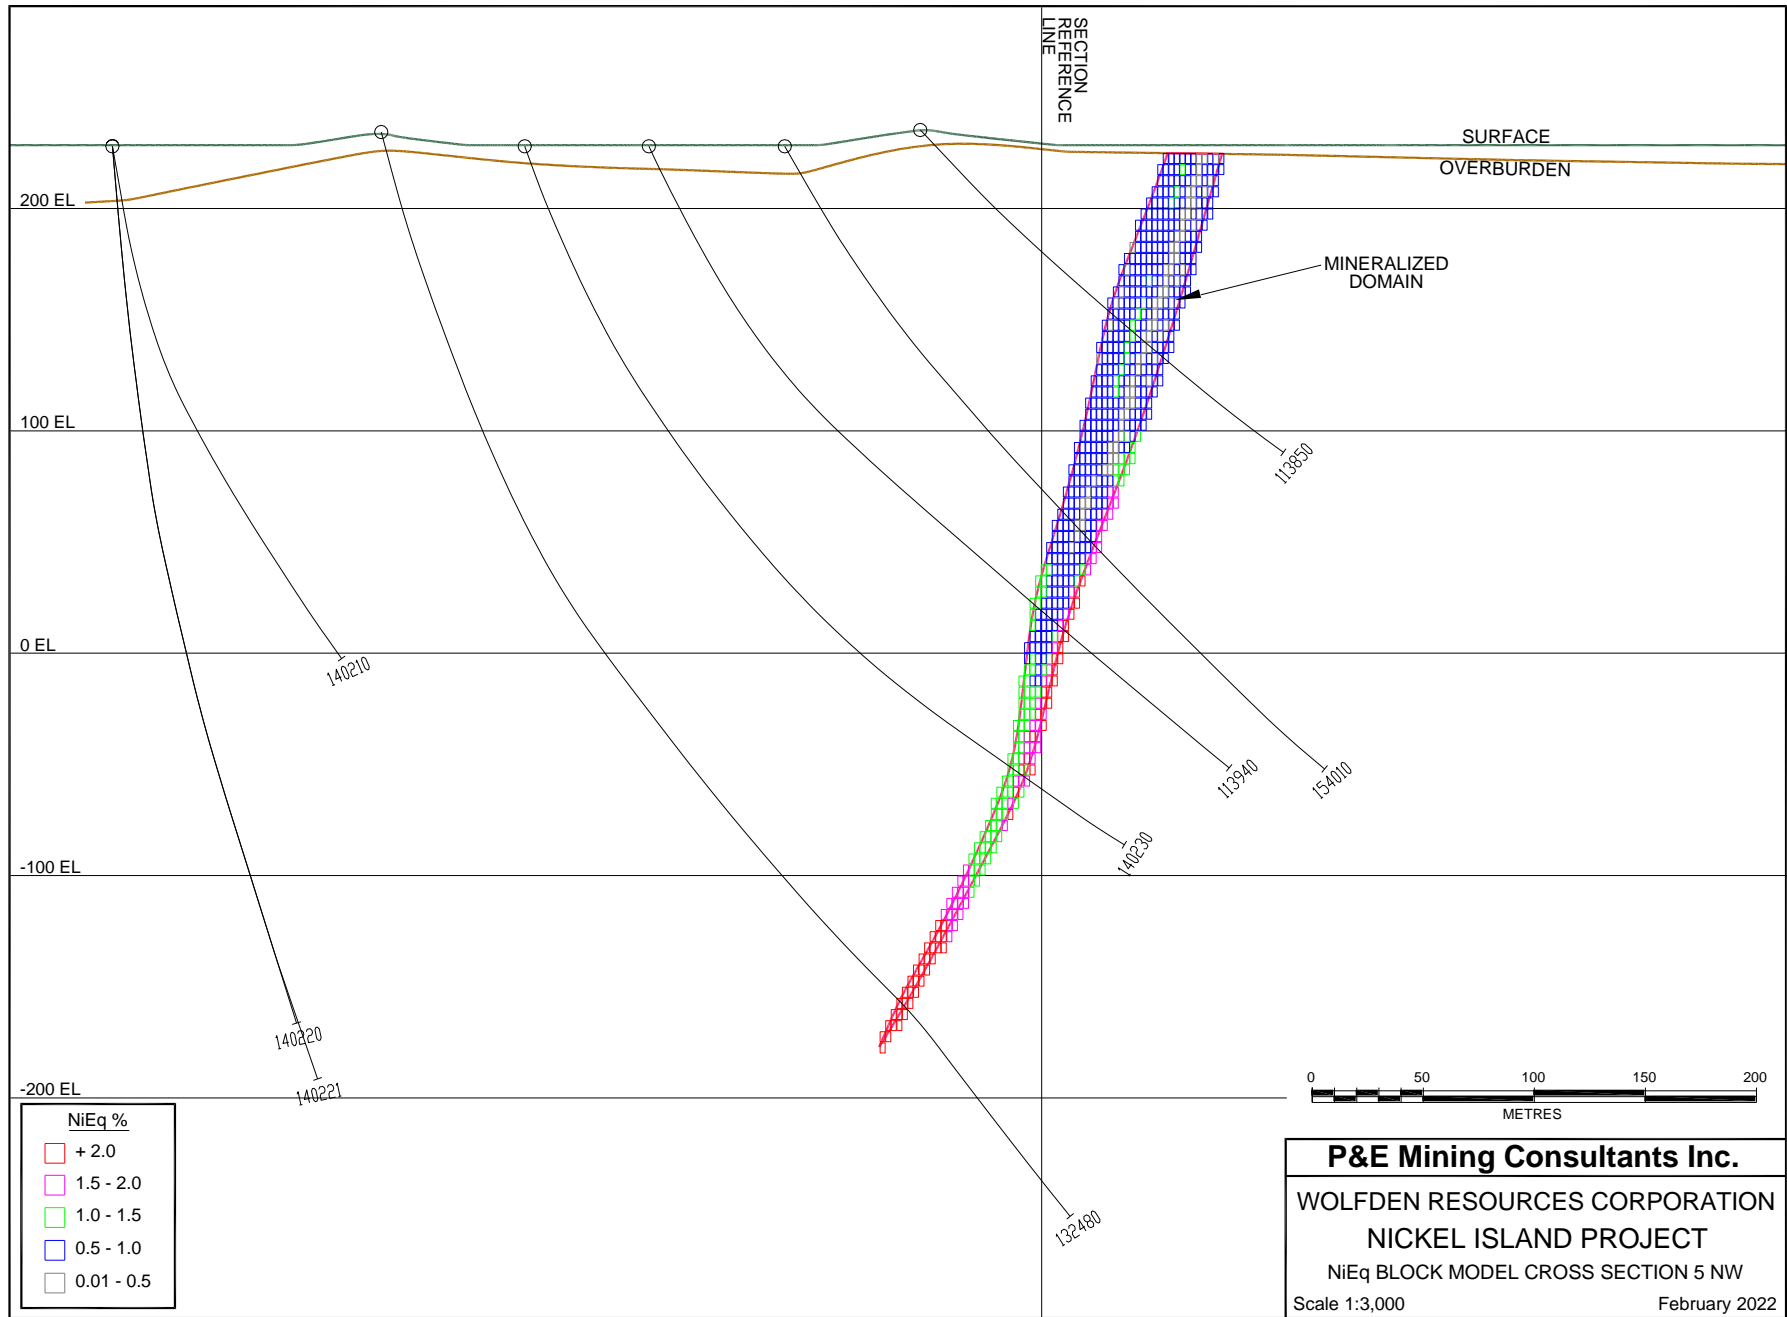 SECTION
REFERENCE
LINE
SURFACE
OVERBURDEN
200 EL
MINERALIZED
DOMAIN
100 EL
113850
0 EL
140210
113940
154010
140230
-100 EL
140220
140221
-200 EL
132480
0 50 100 150 200
METRES
NiEq %
+ 2.0
1.5 - 2.0
1.0 - 1.5
0.5 - 1.0
0.01 - 0.5
P&E Mining Consultants Inc.
WOLFDEN RESOURCES CORPORATION
NICKEL ISLAND PROJECT
NiEq BLOCK MODEL CROSS SECTION 5 NW
Scale 1:3,000 February 2022